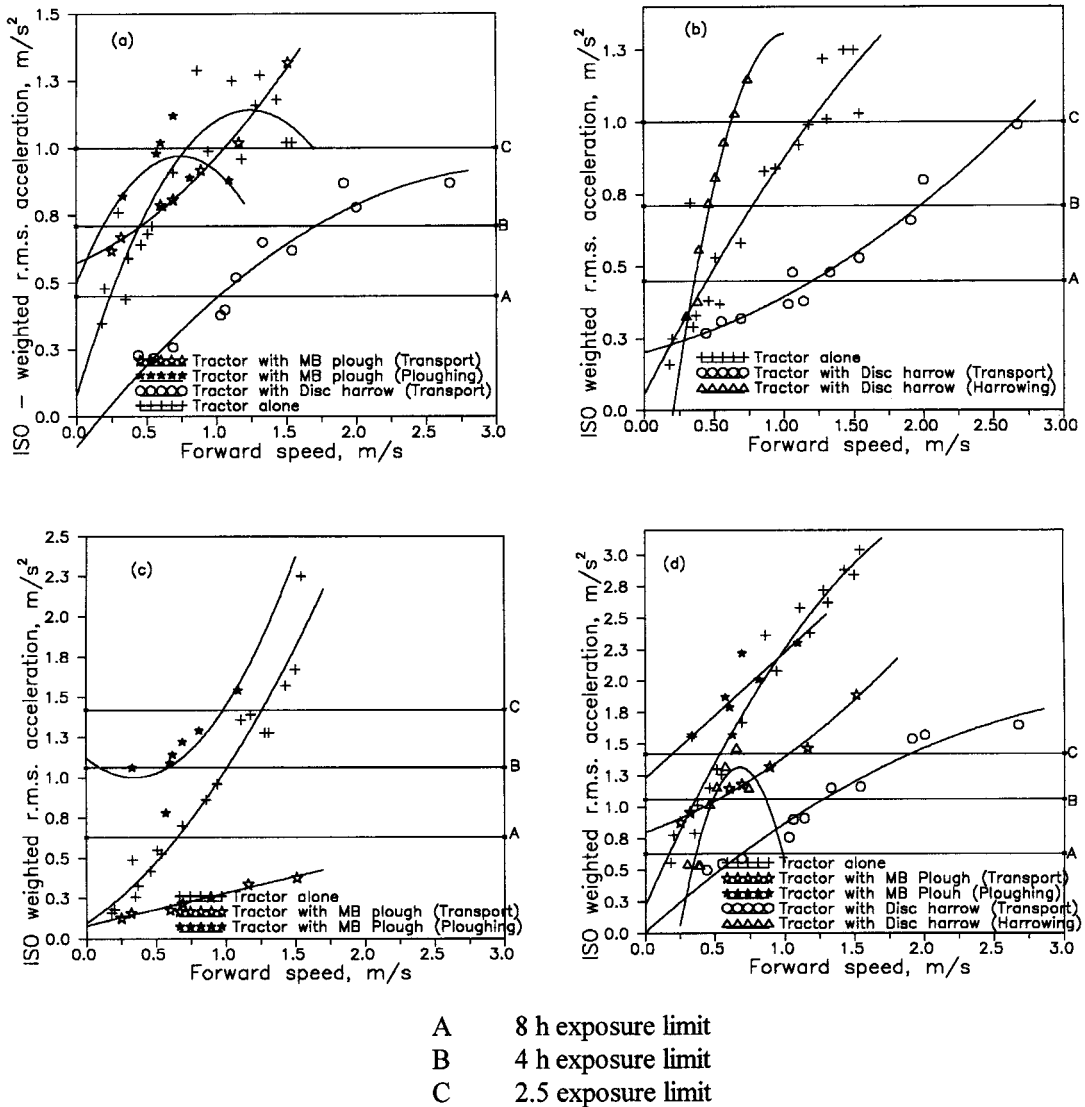 ISO – weighted r.m.s. acceleration, m/s²
1.5
1.3
1.0
0.8
0.5
0.3
0.0
(a)
C
B
A
Tractor with MB plough (Transport)
Tractor with MB plough (Ploughing)
Tractor with Disc harrow (Transport)
Tractor alone
0.0 0.5 1.0 1.5 2.0 2.5 3.0
Forward speed, m/s
ISO weighted r.m.s. acceleration, m/s²
1.3
1.0
0.8
0.5
0.3
0.0
(b)
C
B
A
Tractor alone
Tractor with Disc harrow (Transport)
Tractor with Disc harrow (Harrowing)
0.00 0.50 1.00 1.50 2.00 2.50 3.00
Forward speed, m/s
ISO weighted r.m.s. acceleration, m/s²
2.5
2.3
2.0
1.8
1.5
1.3
1.0
0.8
0.5
0.3
0.0
(c)
C
B
A
Tractor alone
Tractor with MB plough (Transport)
Tractor with MB Plough (Ploughing)
0.0 0.5 1.0 1.5 2.0 2.5 3.0
Forward speed, m/s
ISO weighted r.m.s. acceleration, m/s²
3.0
2.8
2.5
2.3
2.0
1.8
1.5
1.3
1.0
0.8
0.5
0.3
0.0
(d)
C
B
A
Tractor alone
Tractor with MB Plough (Transport)
Tractor with MB Plouh (Ploughing)
Tractor with Disc harrow (Transport)
Tractor with Disc harrow (Harrowing)
0.0 0.5 1.0 1.5 2.0 2.5 3.0
Forward speed, m/s
A 8 h exposure limit
B 4 h exposure limit
C 2.5 exposure limit